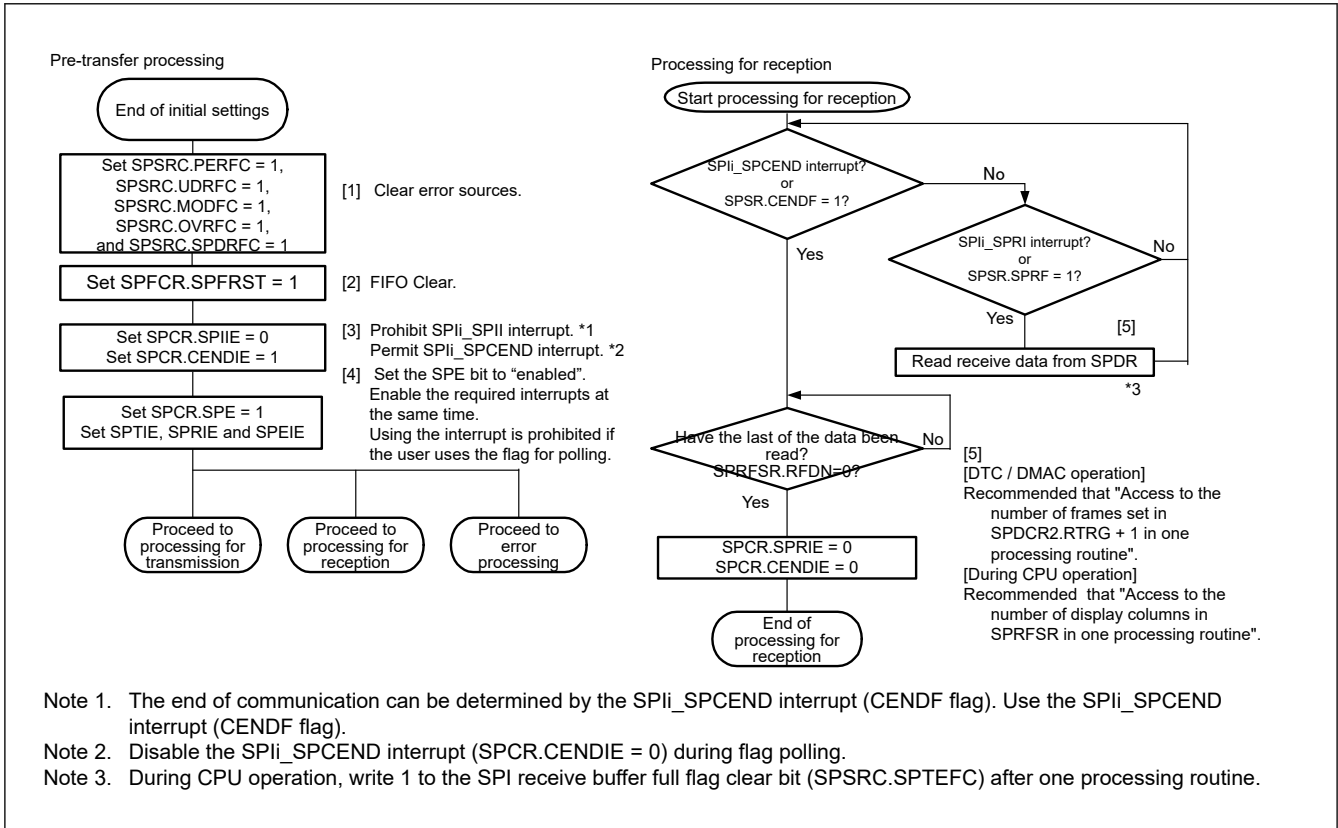 Pre-transfer processing
End of initial settings
Set SPSRC.PERFC = 1,
SPSRC.UDRFC = 1,
SPSRC.MODFC = 1,
SPSRC.OVRFC = 1,
and SPSRC.SPDRFC = 1
[1] Clear error sources.
Set SPFCR.SPFRST = 1
[2] FIFO Clear.
Set SPCR.SPIIE = 0
Set SPCR.CENDIE = 1
[3] Prohibit SPIi_SPII interrupt. *1
Permit SPIi_SPCEND interrupt. *2
[4] Set the SPE bit to “enabled”.
Enable the required interrupts at
the same time.
Using the interrupt is prohibited if
the user uses the flag for polling.
Set SPCR.SPE = 1
Set SPTIE, SPRIE and SPEIE
Proceed to
processing for
transmission
Proceed to
processing for
reception
Proceed to
error
processing
Processing for reception
Start processing for reception
SPIi_SPCEND interrupt?
or
SPSR.CENDF = 1?
No
Yes
SPIi_SPRI interrupt?
or
SPSR.SPRF = 1?
No
Yes
[5]
Read receive data from SPDR
*3
Have the last of the data been
read?
SPRFSR.RFDN=0?
No
Yes
SPCR.SPRIE = 0
SPCR.CENDIE = 0
End of
processing for
reception
[5]
[DTC / DMAC operation]
Recommended that "Access to the
number of frames set in
SPDCR2.RTRG + 1 in one
processing routine".
[During CPU operation]
Recommended that "Access to the
number of display columns in
SPRFSR in one processing routine".
Note 1. The end of communication can be determined by the SPIi_SPCEND interrupt (CENDF flag). Use the SPIi_SPCEND
interrupt (CENDF flag).
Note 2. Disable the SPIi_SPCEND interrupt (SPCR.CENDIE = 0) during flag polling.
Note 3. During CPU operation, write 1 to the SPI receive buffer full flag clear bit (SPSRC.SPTEFC) after one processing routine.